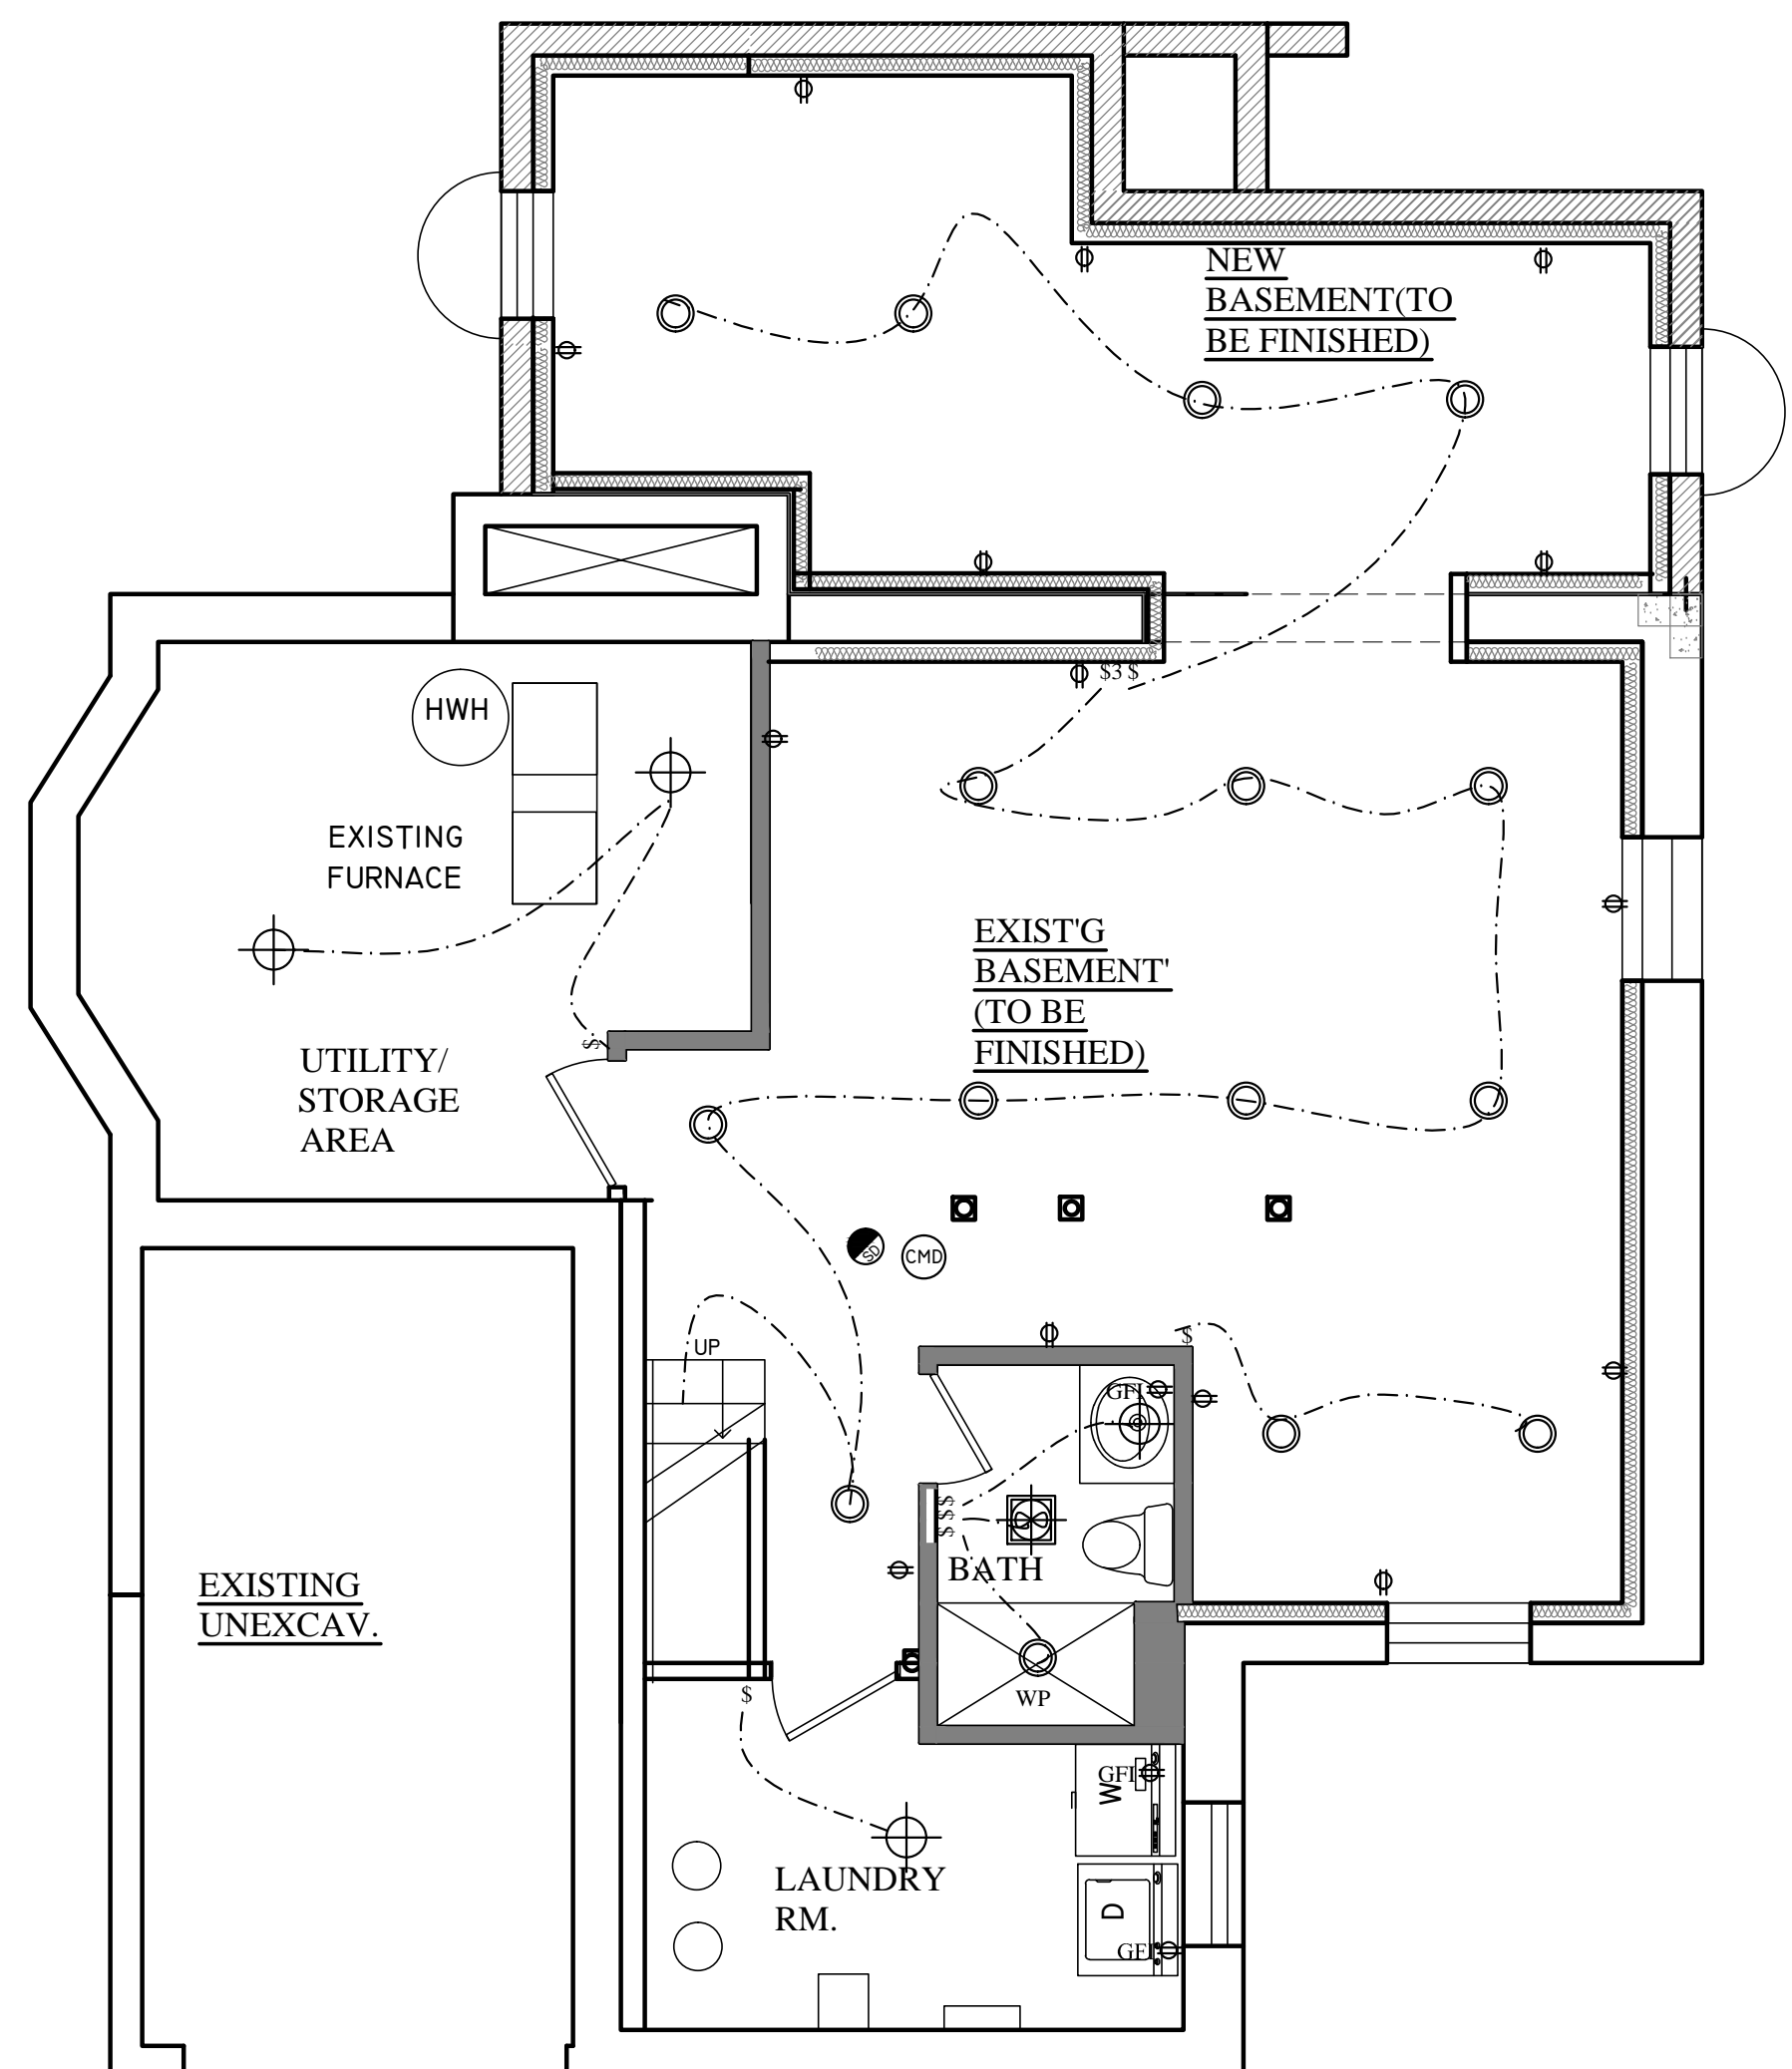 NEW
BASEMENT(TO
BE FINISHED)
$3 $
HWH
EXISTING
FURNACE
EXIST'G
BASEMENT'
(TO BE
FINISHED)
$
UTILITY/
STORAGE
AREA
SD
CMD
UP
$
GFI
$
$
$
BATH
EXISTING
UNEXCAV.
WP
$
GFI
W
LAUNDRY
RM.
D
GFI